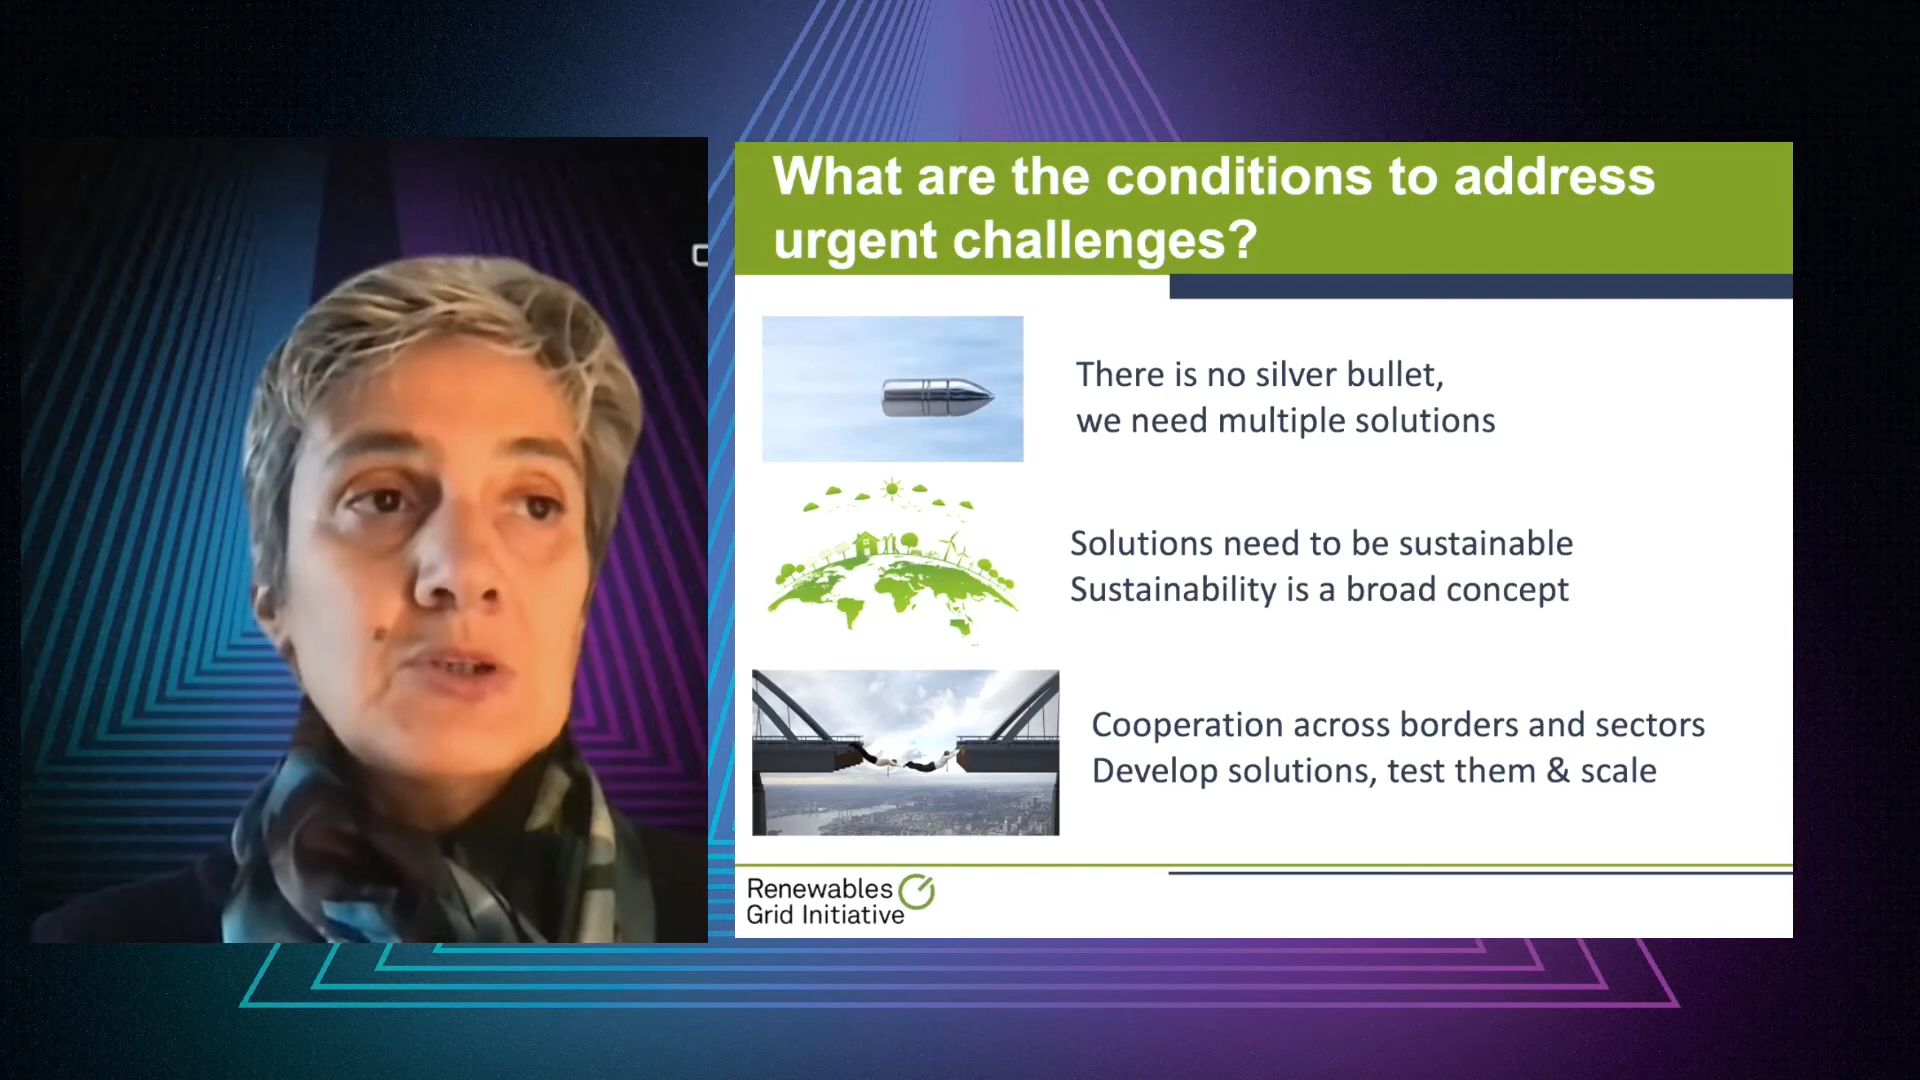 What are the conditions to address
urgent challenges?
There is no silver bullet,
we need multiple solutions
Solutions need to be sustainable
Sustainability is a broad concept
Cooperation across borders and sectors
Develop solutions, test them & scale
Renewables
Grid Initiative